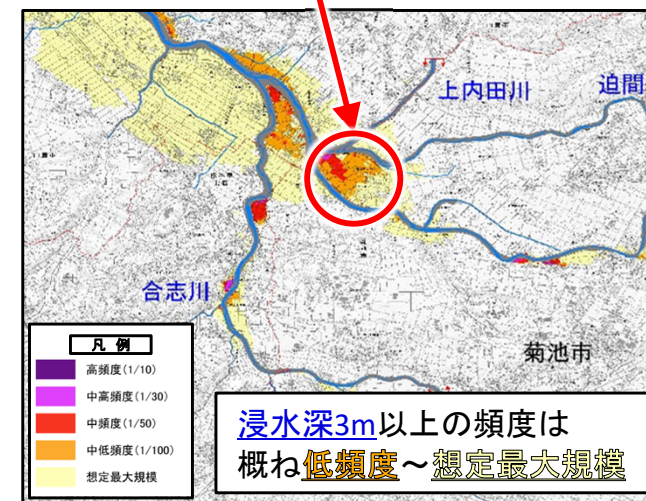 上内田川
迫間
合志川
菊池市
凡 例
高頻度(1/10)
中高頻度(1/30)
中頻度(1/50)
中低頻度(1/100)
想定最大規模
浸水深3m以上の頻度は
概ね低頻度～想定最大規模